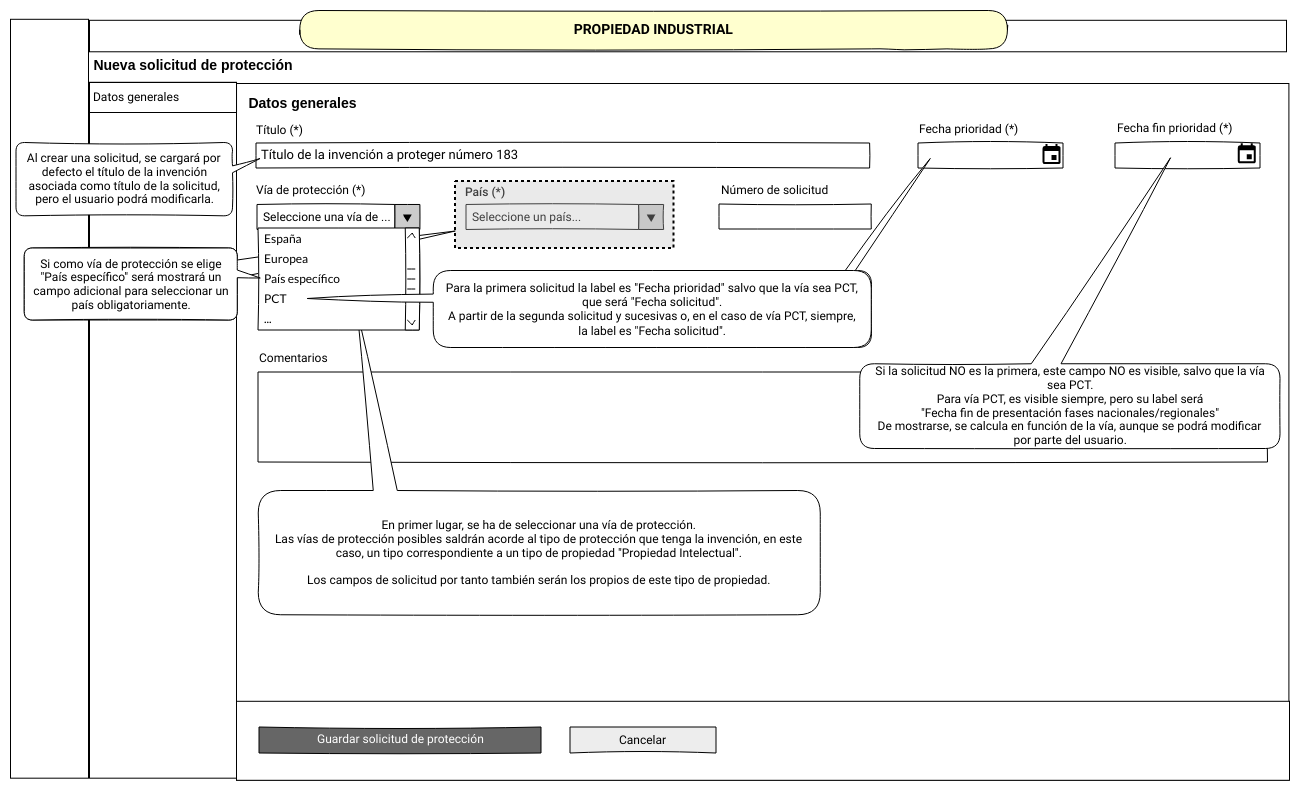 PROPIEDAD INDUSTRIAL
Nueva solicitud de protección
Datos generales
Datos generales
Título (*)
Título de la invención a proteger número 183
Fecha prioridad (*)
Fecha fin prioridad (*)
Al crear una solicitud, se cargará por
defecto el título de la invención
asociada como título de la solicitud,
pero el usuario podrá modificarla.
Vía de protección (*)
Seleccione una vía de ...
País (*)
Seleccione un país...
Número de solicitud
España
Europea
País específico
PCT
...
Si como vía de protección se elige
"País específico" será mostrará un
campo adicional para seleccionar un
país obligatoriamente.
Para la primera solicitud la label es "Fecha prioridad" salvo que la vía sea PCT,
que será "Fecha solicitud".
A partir de la segunda solicitud y sucesivas o, en el caso de vía PCT, siempre,
la label es "Fecha solicitud".
Comentarios
Si la solicitud NO es la primera, este campo NO es visible, salvo que la vía
sea PCT.
Para vía PCT, es visible siempre, pero su label será
"Fecha fin de presentación fases nacionales/regionales"
De mostrarse, se calcula en función de la vía, aunque se podrá modificar
por parte del usuario.
En primer lugar, se ha de seleccionar una vía de protección.
Las vías de protección posibles saldrán acorde al tipo de protección que tenga la invención, en este
caso, un tipo correspondiente a un tipo de propiedad "Propiedad Intelectual".
Los campos de solicitud por tanto también serán los propios de este tipo de propiedad.
Guardar solicitud de protección
Cancelar